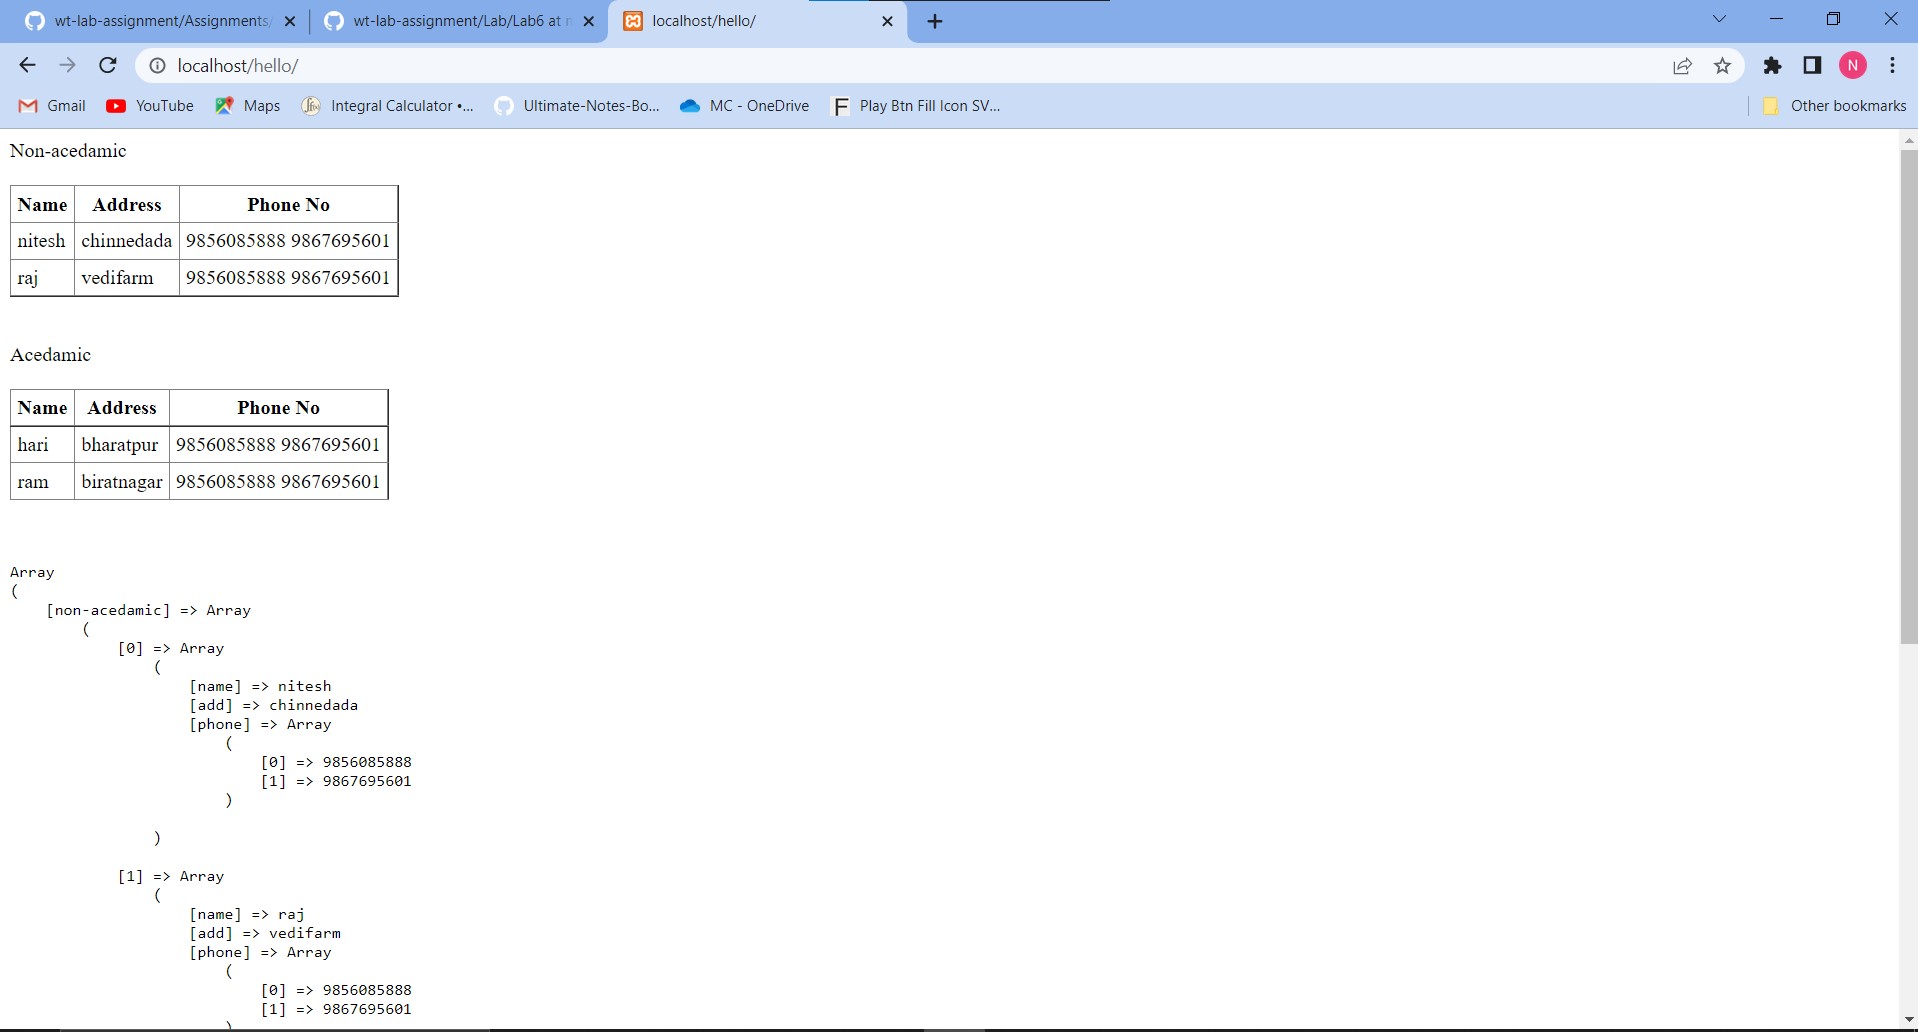 wt-lab-assignment/Assignments/ wt-lab-assignment/Lab/Lab6 at localhost/hello/
localhost/hello/
N
Gmail YouTube Maps Integral Calculator •... Ultimate-Notes-Bo... MC - OneDrive Play Btn Fill Icon SV... Other bookmarks
Non-acedamic
Name Address Phone No
nitesh chinnedada 9856085888 9867695601
raj vedifarm 9856085888 9867695601
Acedamic
Name Address Phone No
hari bharatpur 9856085888 9867695601
ram biratnagar 9856085888 9867695601
Array
(
[non-acedamic] => Array
(
[0] => Array
(
[name] => nitesh
[add] => chinnedada
[phone] => Array
(
[0] => 9856085888
[1] => 9867695601
)
)
[1] => Array
(
[name] => raj
[add] => vedifarm
[phone] => Array
(
[0] => 9856085888
[1] => 9867695601
)